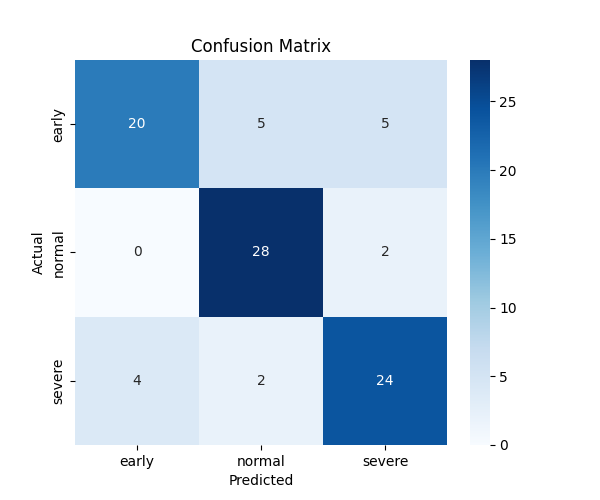 Confusion Matrix
early
20
5
5
Actual
normal
0
28
2
severe
4
2
24
early
normal
severe
Predicted
25
20
15
10
5
0